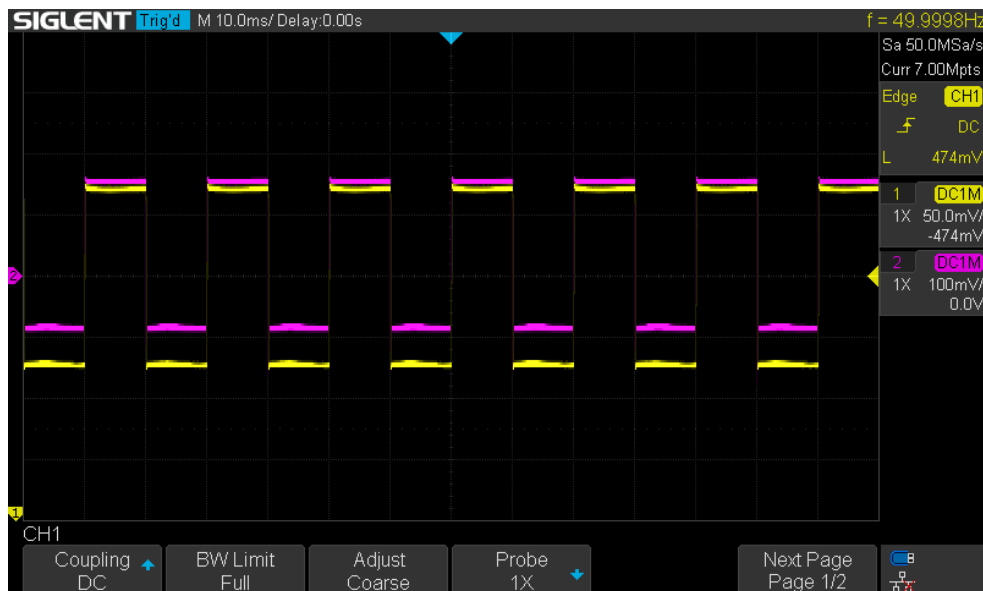 SIGLENT Trig'd M 10.0ms/ Delay:0.00s f = 49.9998Hz
Sa 50.0MSa/s
Curr 7.00Mpts
Edge CH1
DC
L 474mV
1 DC1M
1X 50.0mV/
-474mV
2 DC1M
1X 100mV/
0.0V
2
1
CH1
Coupling
DC
BW Limit
Full
Adjust
Coarse
Probe
1X
Next Page
Page 1/2